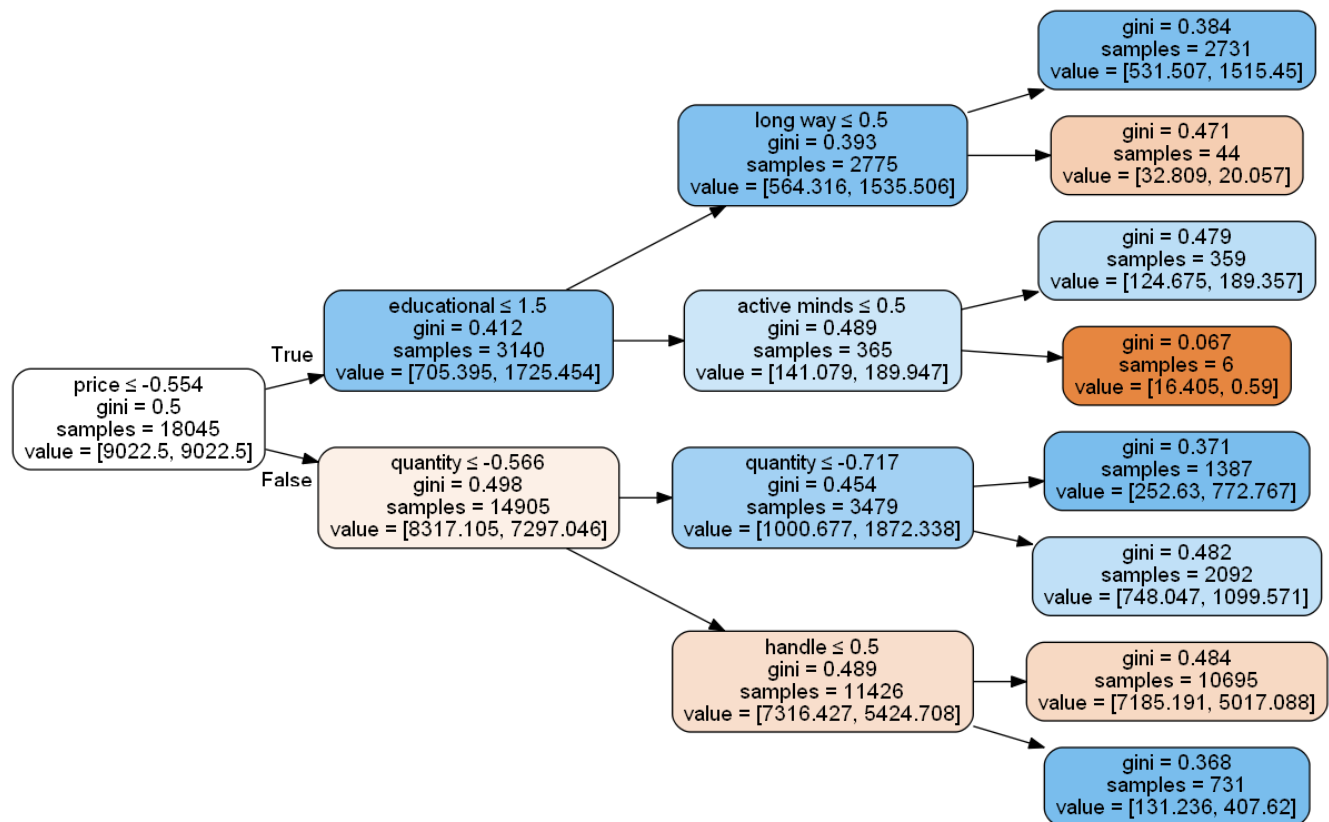 price ≤ -0.554
gini = 0.5
samples = 18045
value = [9022.5, 9022.5]
True
False
educational ≤ 1.5
gini = 0.412
samples = 3140
value = [705.395, 1725.454]
quantity ≤ -0.566
gini = 0.498
samples = 14905
value = [8317.105, 7297.046]
long way ≤ 0.5
gini = 0.393
samples = 2775
value = [564.316, 1535.506]
active minds ≤ 0.5
gini = 0.489
samples = 365
value = [141.079, 189.947]
quantity ≤ -0.717
gini = 0.454
samples = 3479
value = [1000.677, 1872.338]
handle ≤ 0.5
gini = 0.489
samples = 11426
value = [7316.427, 5424.708]
gini = 0.384
samples = 2731
value = [531.507, 1515.45]
gini = 0.471
samples = 44
value = [32.809, 20.057]
gini = 0.479
samples = 359
value = [124.675, 189.357]
gini = 0.067
samples = 6
value = [16.405, 0.59]
gini = 0.371
samples = 1387
value = [252.63, 772.767]
gini = 0.482
samples = 2092
value = [748.047, 1099.571]
gini = 0.484
samples = 10695
value = [7185.191, 5017.088]
gini = 0.368
samples = 731
value = [131.236, 407.62]